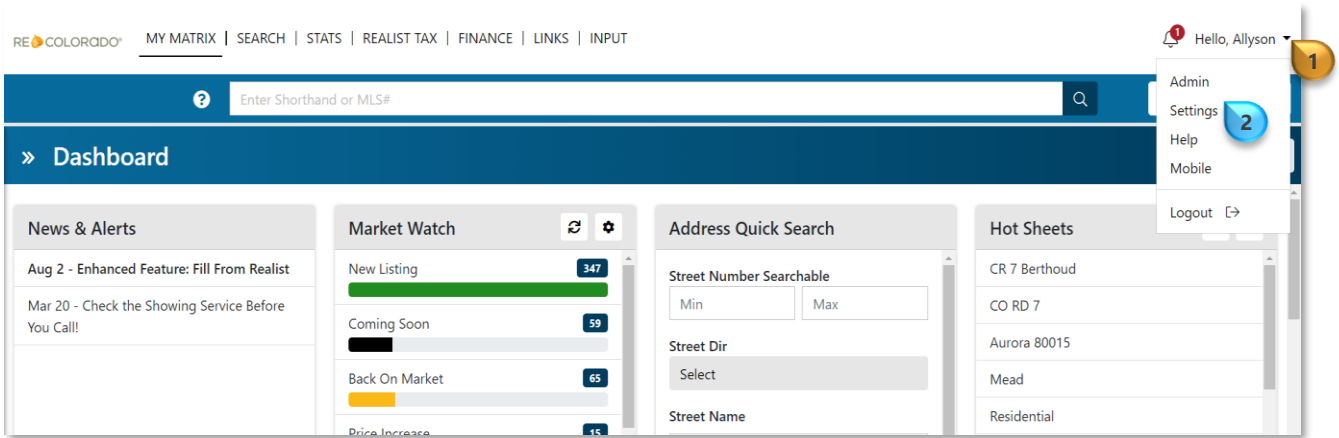 RECOLORADO®
MY MATRIX | SEARCH | STATS | REALIST TAX | FINANCE | LINKS | INPUT
1
Hello, Allyson
1
Enter Shorthand or MLS#
Admin
Settings
2
Help
Mobile
Logout
» Dashboard
News & Alerts
Aug 2 - Enhanced Feature: Fill From Realist
Mar 20 - Check the Showing Service Before
You Call!
Market Watch
New Listing 347
Coming Soon 59
Back On Market 65
Price Increase 15
Address Quick Search
Street Number Searchable
Min Max
Street Dir
Select
Street Name
Hot Sheets
CR 7 Berthoud
CO RD 7
Aurora 80015
Mead
Residential